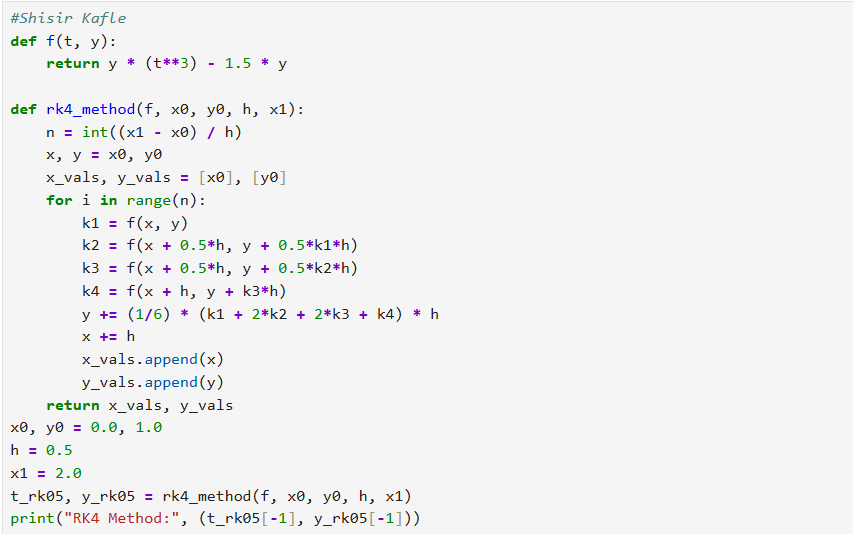 #Shisir Kafle
def f(t, y):
    return y * (t**3) - 1.5 * y

def rk4_method(f, x0, y0, h, x1):
    n = int((x1 - x0) / h)
    x, y = x0, y0
    x_vals, y_vals = [x0], [y0]
    for i in range(n):
        k1 = f(x, y)
        k2 = f(x + 0.5*h, y + 0.5*k1*h)
        k3 = f(x + 0.5*h, y + 0.5*k2*h)
        k4 = f(x + h, y + k3*h)
        y += (1/6) * (k1 + 2*k2 + 2*k3 + k4) * h
        x += h
        x_vals.append(x)
        y_vals.append(y)
    return x_vals, y_vals
x0, y0 = 0.0, 1.0
h = 0.5
x1 = 2.0
t_rk05, y_rk05 = rk4_method(f, x0, y0, h, x1)
print("RK4 Method:", (t_rk05[-1], y_rk05[-1]))